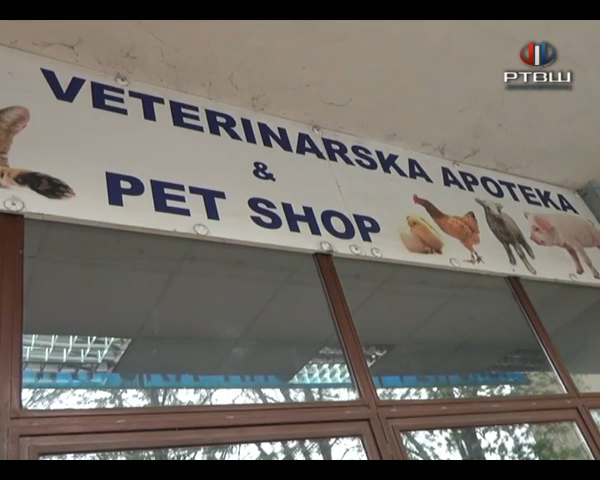 РТВШ
VETERINARSKA APOTEKA
&
PET SHOP